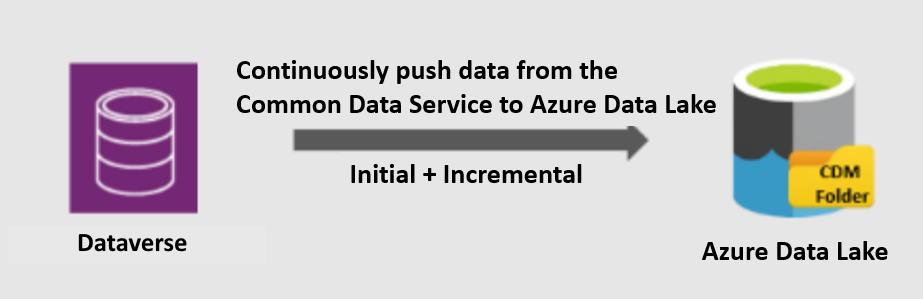 Continuously push data from the
Common Data Service to Azure Data Lake
Initial + Incremental
CDM
Folder
Dataverse
Azure Data Lake